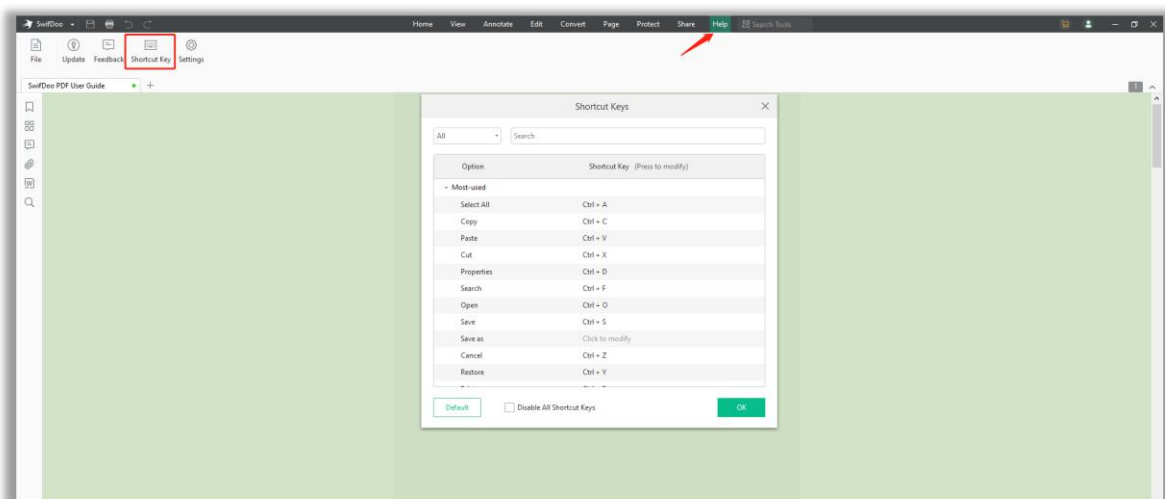 SwifDoo
Home View Annotate Edit Convert Page Protect Share Help Search Tools
File Update Feedback Shortcut Key Settings
SwifDoo PDF User Guide
1
Shortcut Keys
All Search
Option Shortcut Key (Press to modify)
Most-used
Select All Ctrl + A
Copy Ctrl + C
Paste Ctrl + V
Cut Ctrl + X
Properties Ctrl + D
Search Ctrl + F
Open Ctrl + O
Save Ctrl + S
Save as Click to modify
Cancel Ctrl + Z
Restore Ctrl + Y
Default Disable All Shortcut Keys OK